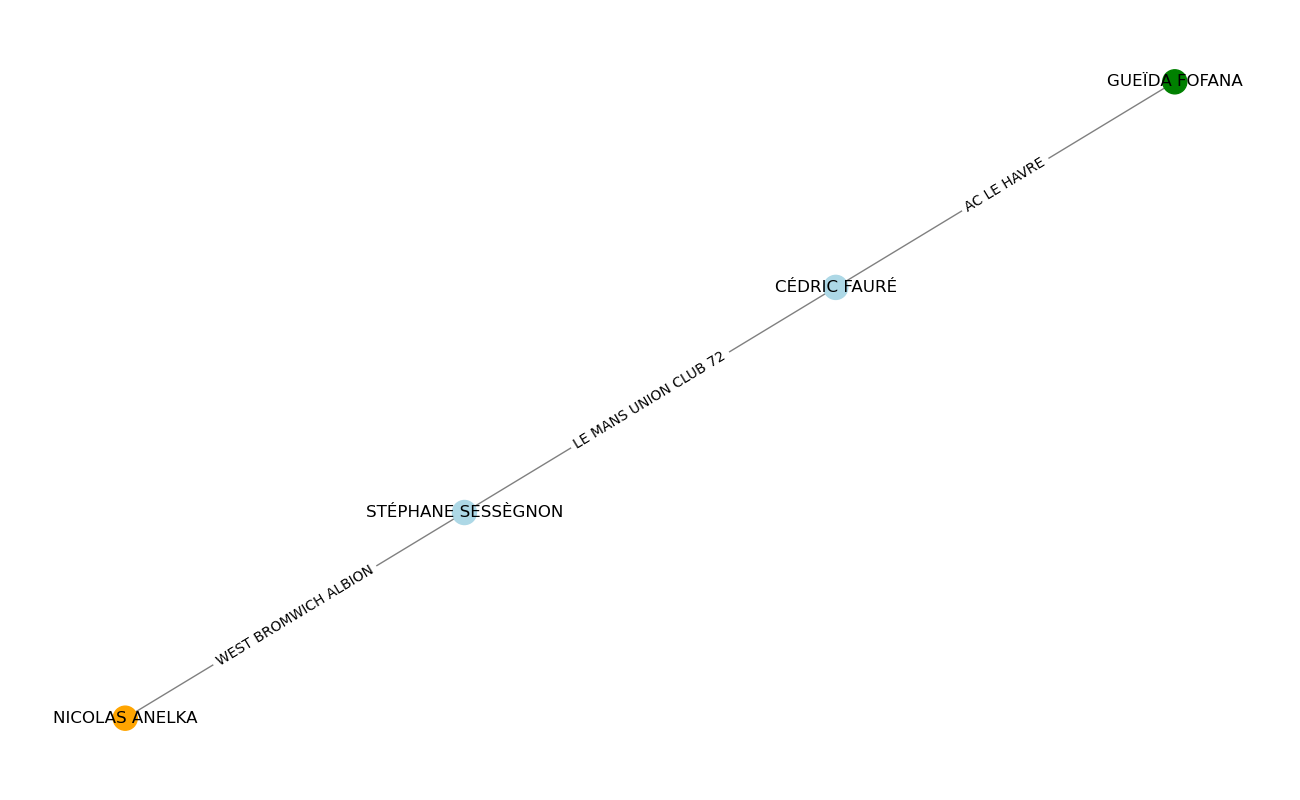 GUEÏDA FOFANA
AC LE HAVRE
CÉDRIC FAURÉ
LE MANS UNION CLUB 72
STÉPHANE SESSÈGNON
WEST BROMWICH ALBION
NICOLAS ANELKA